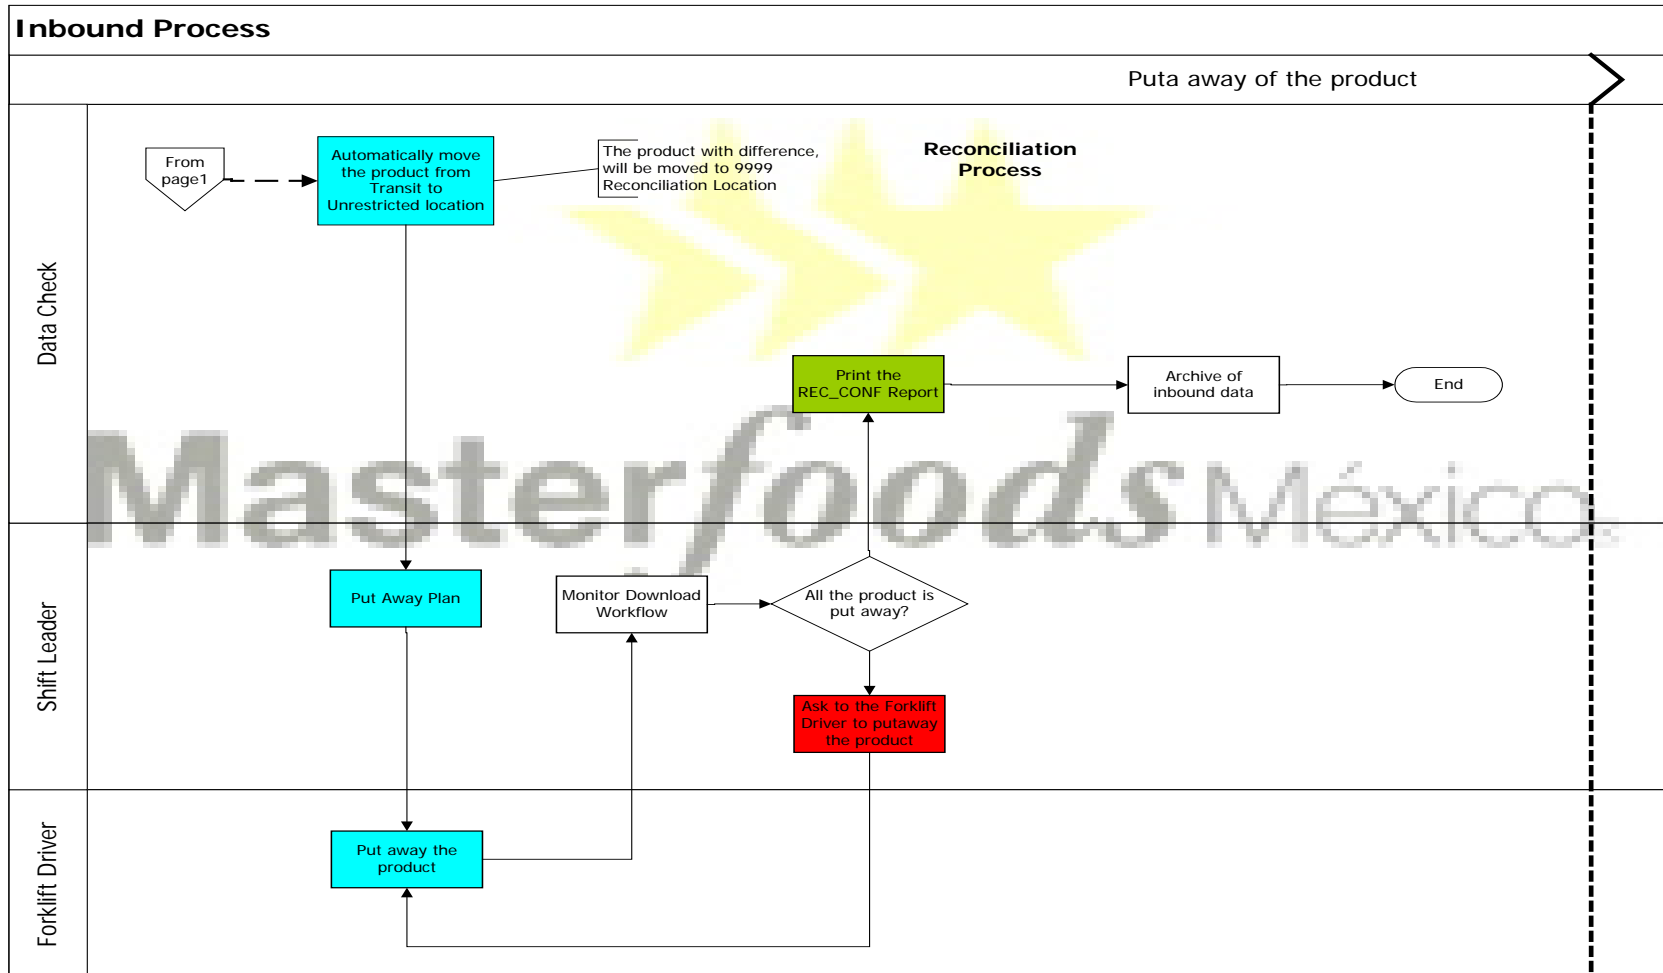 Inbound Process
Puta away of the product
Data Check
From
page1
Automatically move
the product from
Transit to
Unrestricted location
The product with difference,
will be moved to 9999
Reconciliation Location
Reconciliation
Process
Print the
REC_CONF Report
Archive of
inbound data
End
Masterfoods México
Shift Leader
Put Away Plan
Monitor Download
Workflow
All the product is
put away?
Ask to the Forklift
Driver to putaway
the product
Forklift Driver
Put away the
product